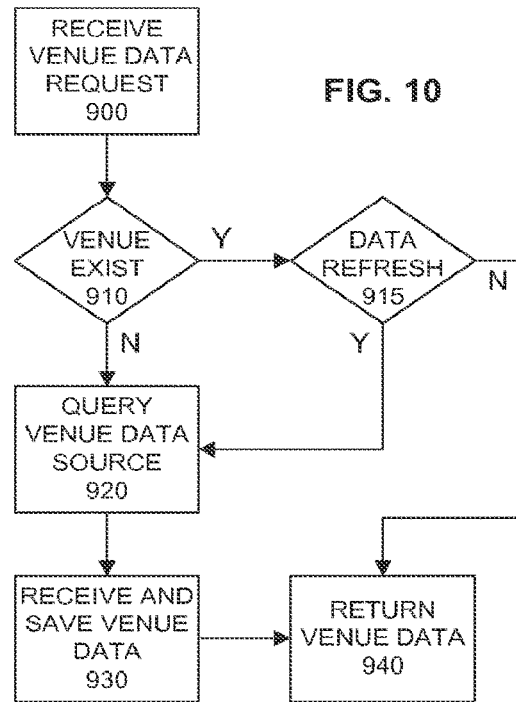 RECEIVE
VENUE DATA
REQUEST
900
FIG. 10
VENUE
EXIST
910
Y
DATA
REFRESH
915
N
N
Y
QUERY
VENUE DATA
SOURCE
920
RECEIVE AND
SAVE VENUE
DATA
930
RETURN
VENUE DATA
940